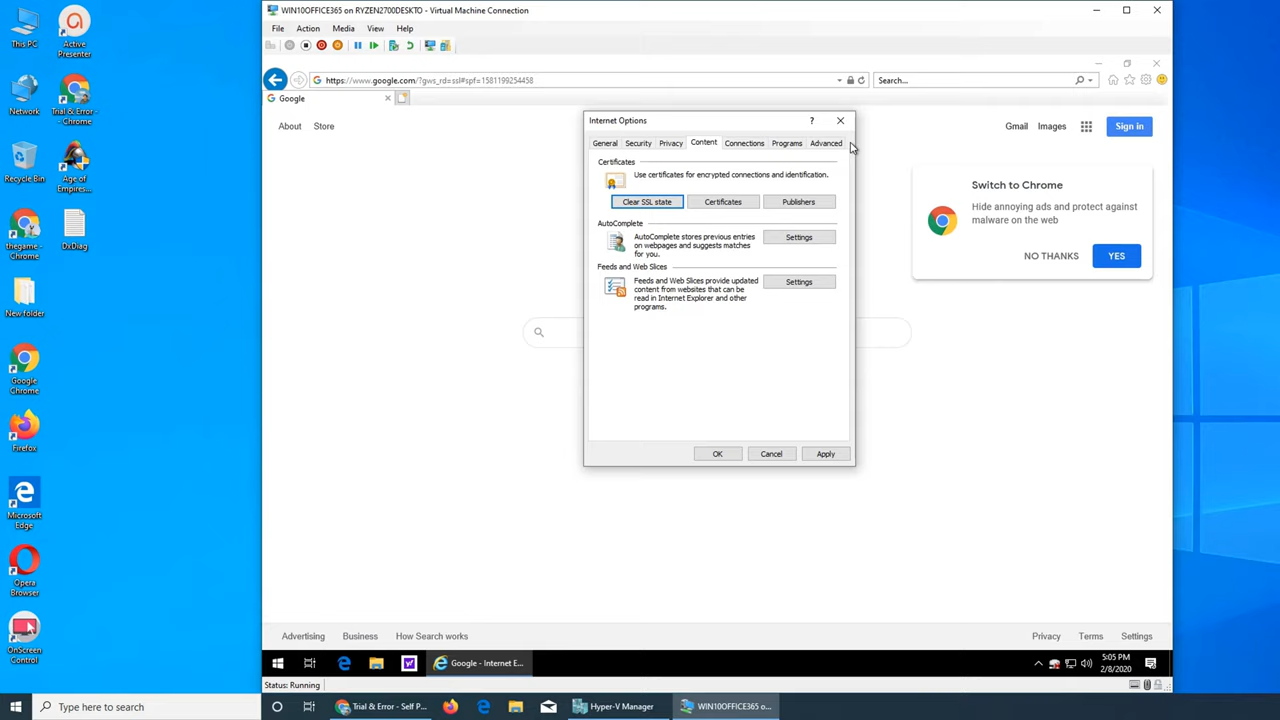 This PC
Active
Presenter
Network
Trial & Error -
- Chrome
Recycle Bin
Age of
Empires...
thegame -
Chrome
DxDiag
New folder
Google
Chrome
Firefox
Microsoft
Edge
Opera
Browser
OnScreen
Control
WIN10OFFICE365 on RYZEN2700DESKTO - Virtual Machine Connection
File Action Media View Help
https://www.google.com/?gws_rd=ssl#spf=1581199254458
Search...
Google
About Store
Gmail Images Sign in
Internet Options
General Security Privacy Content Connections Programs Advanced
Certificates
Use certificates for encrypted connections and identification.
Clear SSL state Certificates Publishers
AutoComplete
AutoComplete stores previous entries
on webpages and suggests matches
for you.
Settings
Feeds and Web Slices
Feeds and Web Slices provide updated
content from websites that can be
read in Internet Explorer and other
programs.
Settings
OK Cancel Apply
Switch to Chrome
Hide annoying ads and protect against
malware on the web
NO THANKS YES
Advertising Business How Search works
Privacy Terms Settings
Google - Internet E...
5:05 PM
2/8/2020
Status: Running
Type here to search
Trial & Error - Self P...
Hyper-V Manager
WIN10OFFICE365 o...